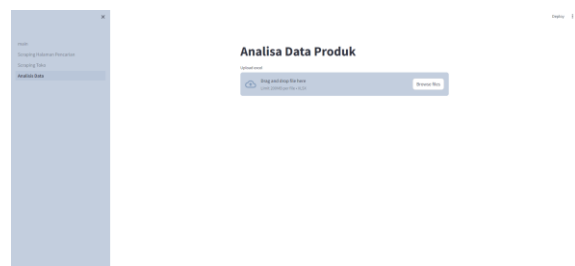 main
Scraping Halaman Pencarian
Scraping Toko
Analisa Data
Deploy
Analisa Data Produk
Upload excel
Drag and drop file here
Limit 200MB per file • XLSX
Browse files